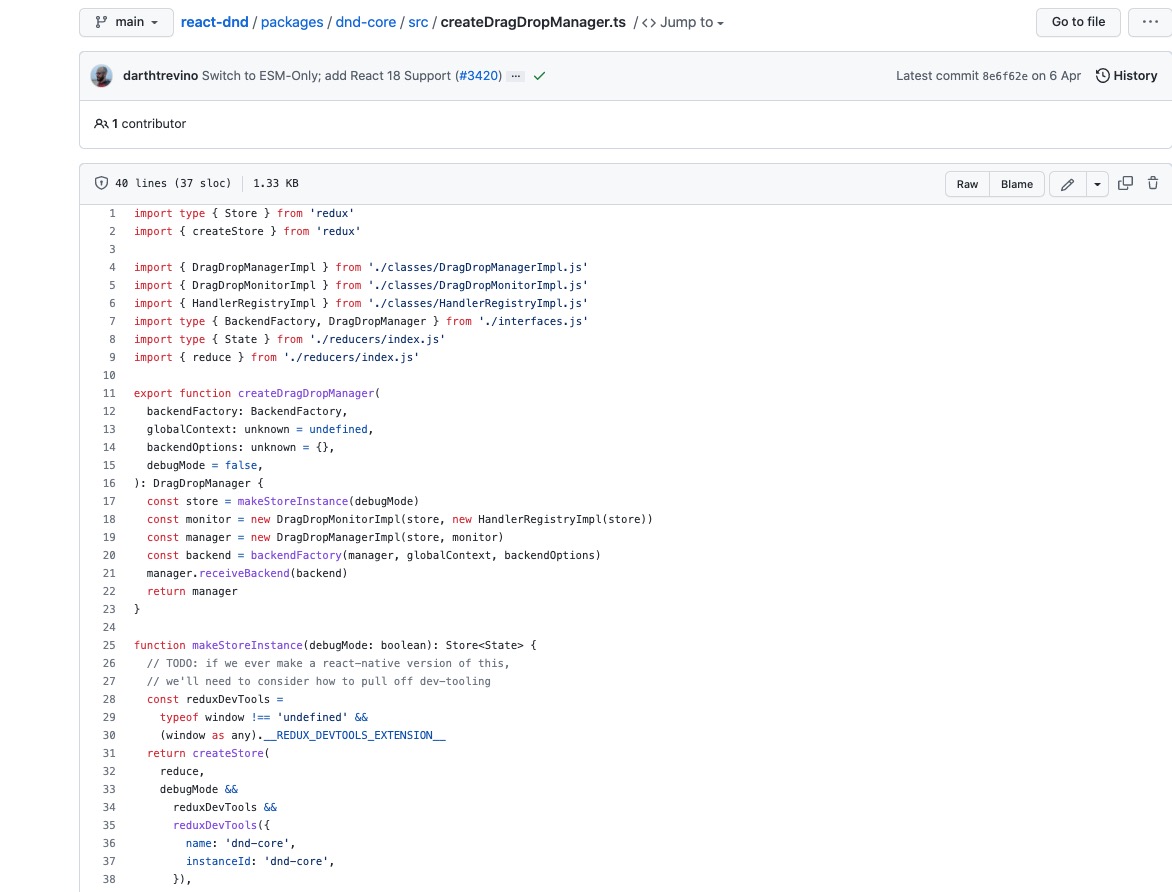 main react-dnd / packages / dnd-core / src / createDragDropManager.ts / <> Jump to Go to file ...
darthtrevino Switch to ESM-Only; add React 18 Support (#3420) ... Latest commit 8e6f62e on 6 Apr History
1 contributor
40 lines (37 sloc) 1.33 KB Raw Blame
1 import type { Store } from 'redux'
2 import { createStore } from 'redux'
3
4 import { DragDropManagerImpl } from './classes/DragDropManagerImpl.js'
5 import { DragDropMonitorImpl } from './classes/DragDropMonitorImpl.js'
6 import { HandlerRegistryImpl } from './classes/HandlerRegistryImpl.js'
7 import type { BackendFactory, DragDropManager } from './interfaces.js'
8 import type { State } from './reducers/index.js'
9 import { reduce } from './reducers/index.js'
10
11 export function createDragDropManager(
12 backendFactory: BackendFactory,
13 globalContext: unknown = undefined,
14 backendOptions: unknown = {},
15 debugMode = false,
16 ): DragDropManager {
17 const store = makeStoreInstance(debugMode)
18 const monitor = new DragDropMonitorImpl(store, new HandlerRegistryImpl(store))
19 const manager = new DragDropManagerImpl(store, monitor)
20 const backend = backendFactory(manager, globalContext, backendOptions)
21 manager.receiveBackend(backend)
22 return manager
23 }
24
25 function makeStoreInstance(debugMode: boolean): Store<State> {
26 // TODO: if we ever make a react-native version of this,
27 // we'll need to consider how to pull off dev-tooling
28 const reduxDevTools =
29 typeof window !== 'undefined' &&
30 (window as any).__REDUX_DEVTOOLS_EXTENSION__
31 return createStore(
32 reduce,
33 debugMode &&
34 reduxDevTools &&
35 reduxDevTools({
36 name: 'dnd-core',
37 instanceId: 'dnd-core',
38 }),